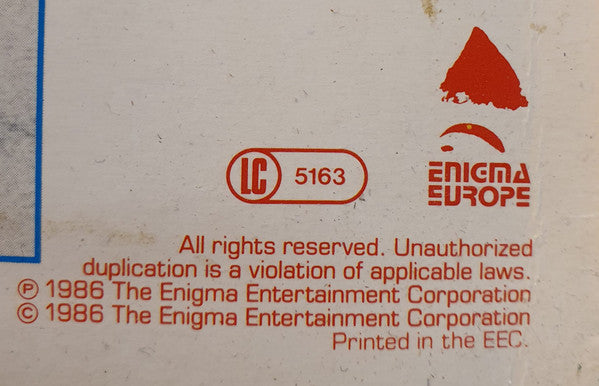 LC 5163
ENIGMA
EUROPE
All rights reserved. Unauthorized
duplication is a violation of applicable laws.
Ⓟ 1986 The Enigma Entertainment Corporation
© 1986 The Enigma Entertainment Corporation
Printed in the EEC.